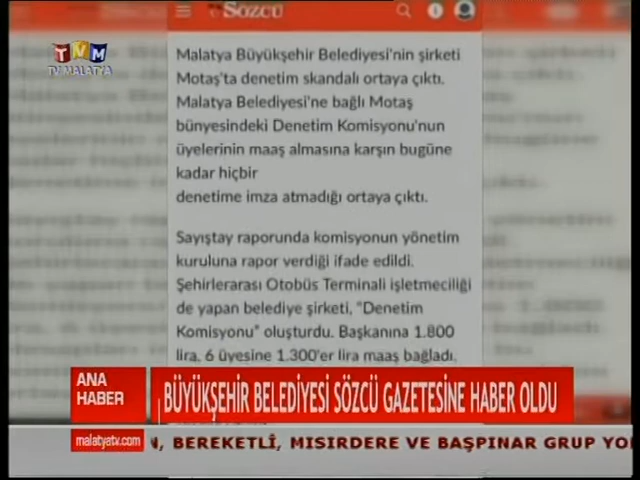 SÖZCÜ
TVM
TV MALATYA
Malatya Büyükşehir Belediyesi'nin şirketi
Motaş'ta denetim skandalı ortaya çıktı.
Malatya Belediyesi'ne bağlı Motaş
bünyesindeki Denetim Komisyonu'nun
üyelerinin maaş almasına karşın bugüne
kadar hiçbir
denetime imza atmadığı ortaya çıktı.
Sayıştay raporunda komisyonun yönetim
kuruluna rapor verdiği ifade edildi.
Şehirlerarası Otobüs Terminali işletmeciliği
de yapan belediye şirketi, “Denetim
Komisyonu” oluşturdu. Başkanına 1.800
lira, 6 üyesine 1.300'er lira maaş bağladı.
ANA
HABER
BÜYÜKŞEHİR BELEDİYESİ SÖZCÜ GAZETESİNE HABER OLDU
malatyatv.com
N, BEREKETLİ, MISIRDERE VE BAŞPINAR GRUP YO